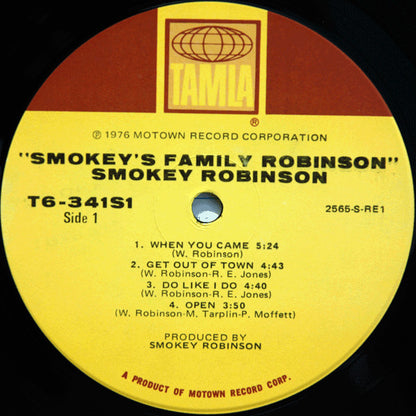 TAMLA
®
℗ 1976 MOTOWN RECORD CORPORATION
"SMOKEY'S FAMILY ROBINSON"
SMOKEY ROBINSON
T6-341S1
Side 1
2565-S-RE1
1. WHEN YOU CAME 5:24
(W. Robinson)
2. GET OUT OF TOWN 4:43
(W. Robinson-R. E. Jones)
3. DO LIKE I DO 4:40
(W. Robinson-R. E. Jones)
4. OPEN 3:50
(W. Robinson-M. Tarplin-P. Moffett)
PRODUCED BY
SMOKEY ROBINSON
A PRODUCT OF MOTOWN RECORD CORP.